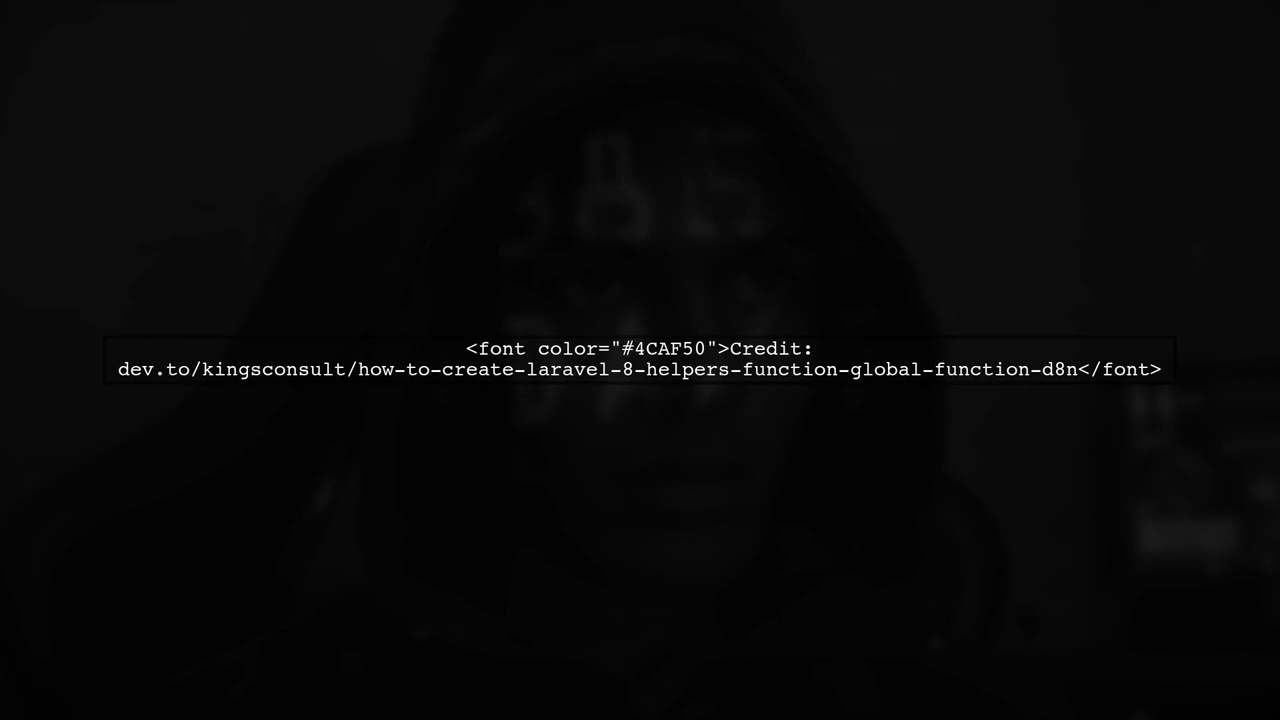 <font color="#4CAF50">Credit:
dev.to/kingsconsult/how-to-create-laravel-8-helpers-function-global-function-d8n</font>